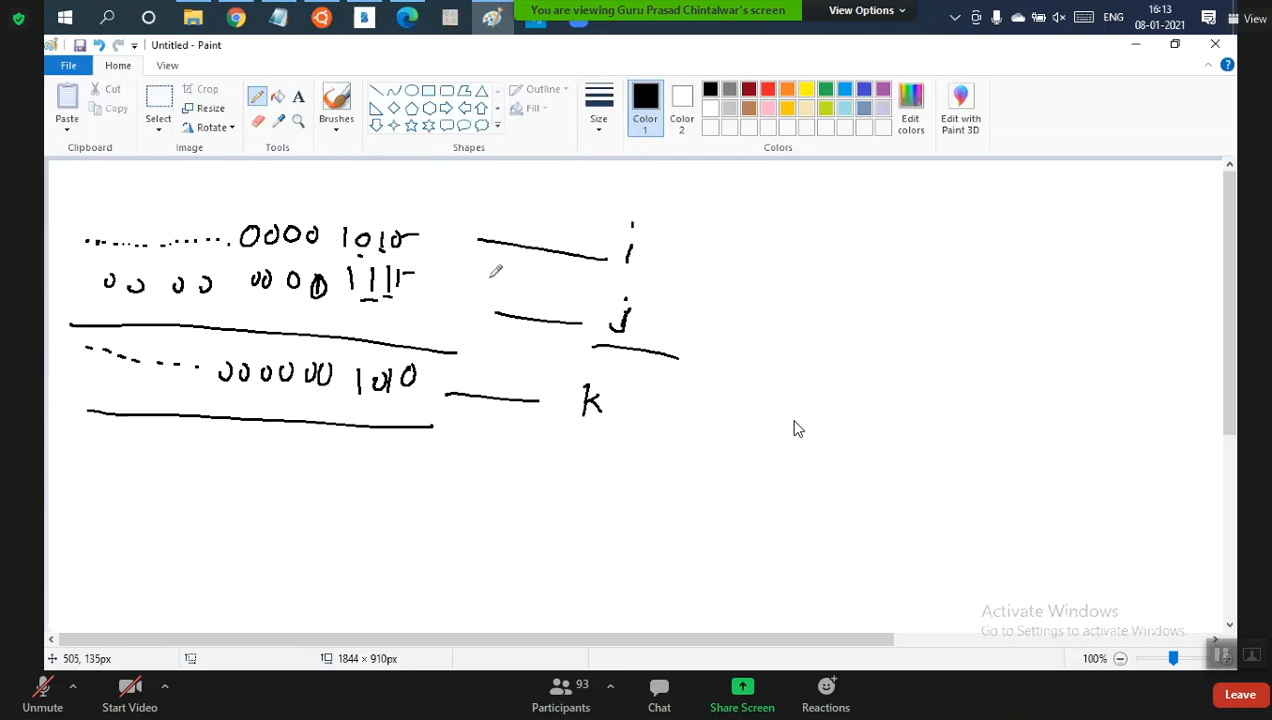 You are viewing Guru Prasad Chintalwar's screen
View Options
ENG
16:13
08-01-2021
View
Untitled - Paint
File
Home
View
Paste
Cut
Copy
Clipboard
Select
Crop
Resize
Rotate
Image
A
Tools
Brushes
Outline
Fill
Shapes
Size
Color 1
Color 2
Edit colors
Colors
Edit with Paint 3D
0000 1010 i
00 00 0000 1111 j
000000 1010 k
Activate Windows
Go to Settings to activate Windows.
505, 135px
1844 × 910px
100%
Unmute
Start Video
93
Participants
Chat
Share Screen
Reactions
Leave